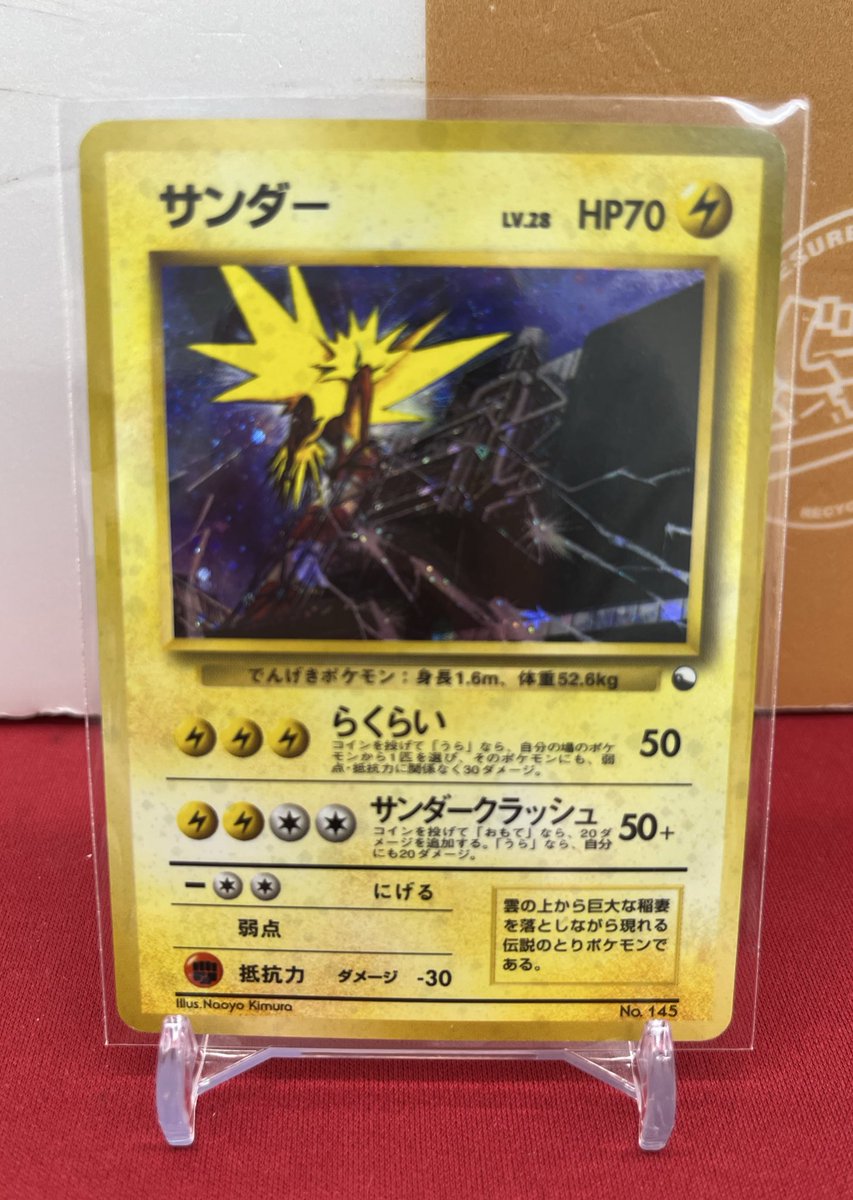 サンダー
LV.28 HP70
でんげきポケモン：身長1.6m、体重52.6kg
らくらい
50
コインを投げて「うら」なら、自分の場のポケ
モンから1匹を選び、そのポケモンにも、弱
点・抵抗力に関係なく30ダメージ。
サンダークラッシュ
50+
コインを投げて「おもて」なら、20ダ
メージを追加する。「うら」なら、自分
にも20ダメージ。
にげる
弱点
抵抗力 ダメージ -30
雲の上から巨大な稲妻
を落としながら現れる
伝説のとりポケモンで
ある。
Illus.Naoyo Kimura
No. 145